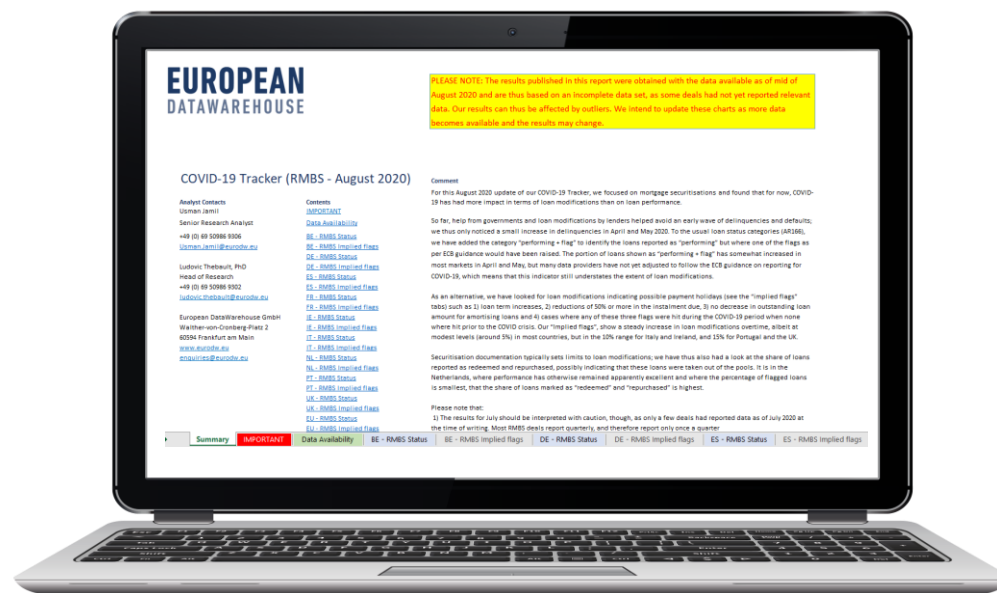 EUROPEAN
DATAWAREHOUSE
PLEASE NOTE: The results published in this report were obtained with the data available as of mid of
August 2020 and are thus based on an incomplete data set, as some deals had not yet reported relevant
data. Our results can thus be affected by outliers. We intend to update these charts as more data
becomes available and the results may change.
COVID-19 Tracker (RMBS - August 2020)
Analyst Contacts
Usman Jamil
Senior Research Analyst
+49 (0) 69 50986 9306
Usman.Jamil@eurodw.eu
Ludovic Thebault, PhD
Head of Research
+49 (0) 69 50986 9302
ludovic.thebault@eurodw.eu
European DataWarehouse GmbH
Walther-von-Cronberg-Platz 2
60594 Frankfurt am Main
www.eurodw.eu
enquiries@eurodw.eu
Contents
IMPORTANT
Data Availability
BE - RMBS Status
BE - RMBS Implied flags
DE - RMBS Status
DE - RMBS Implied flags
ES - RMBS Status
ES - RMBS Implied flags
FR - RMBS Status
FR - RMBS Implied flags
IE - RMBS Status
IE - RMBS Implied flags
IT - RMBS Status
IT - RMBS Implied flags
NL - RMBS Status
NL - RMBS Implied flags
PT - RMBS Status
PT - RMBS Implied flags
UK - RMBS Status
UK - RMBS Implied flags
EU - RMBS Status
EU - RMBS Implied flags
Comment
For this August 2020 update of our COVID-19 Tracker, we focused on mortgage securitisations and found that for now, COVID-
19 has had more impact in terms of loan modifications than on loan performance.
So far, help from governments and loan modifications by lenders helped avoid an early wave of delinquencies and defaults;
we thus only noticed a small increase in delinquencies in April and May 2020. To the usual loan status categories (AR166),
we have added the category "performing + flag" to identify the loans reported as "performing" but where one of the flags as
per ECB guidance would have been raised. The portion of loans shown as "performing + flag" has somewhat increased in
most markets in April and May, but many data providers have not yet adjusted to follow the ECB guidance on reporting for
COVID-19, which means that this indicator still understates the extent of loan modifications.
As an alternative, we have looked for loan modifications indicating possible payment holidays (see the "implied flags"
tabs) such as 1) loan term increases, 2) reductions of 50% or more in the instalment due, 3) no decrease in outstanding loan
amount for amortising loans and 4) cases where any of these three flags were hit during the COVID-19 period when none
where hit prior to the COVID crisis. Our "implied flags", show a steady increase in loan modifications overtime, albeit at
modest levels (around 5%) in most countries, but in the 10% range for Italy and Ireland, and 15% for Portugal and the UK.
Securitisation documentation typically sets limits to loan modifications; we have thus also had a look at the share of loans
reported as redeemed and repurchased, possibly indicating that these loans were taken out of the pools. It is in the
Netherlands, where performance has otherwise remained apparently excellent and where the percentage of flagged loans
is smallest, that the share of loans marked as "redeemed" and "repurchased" is highest.
Please note that:
1) The results for July should be interpreted with caution, though, as only a few deals had reported data as of July 2020 at
the time of writing. Most RMBS deals report quarterly, and therefore report only once a quarter
Summary
IMPORTANT
Data Availability
BE - RMBS Status
BE - RMBS Implied flags
DE - RMBS Status
DE - RMBS Implied flags
ES - RMBS Status
ES - RMBS Implied flags